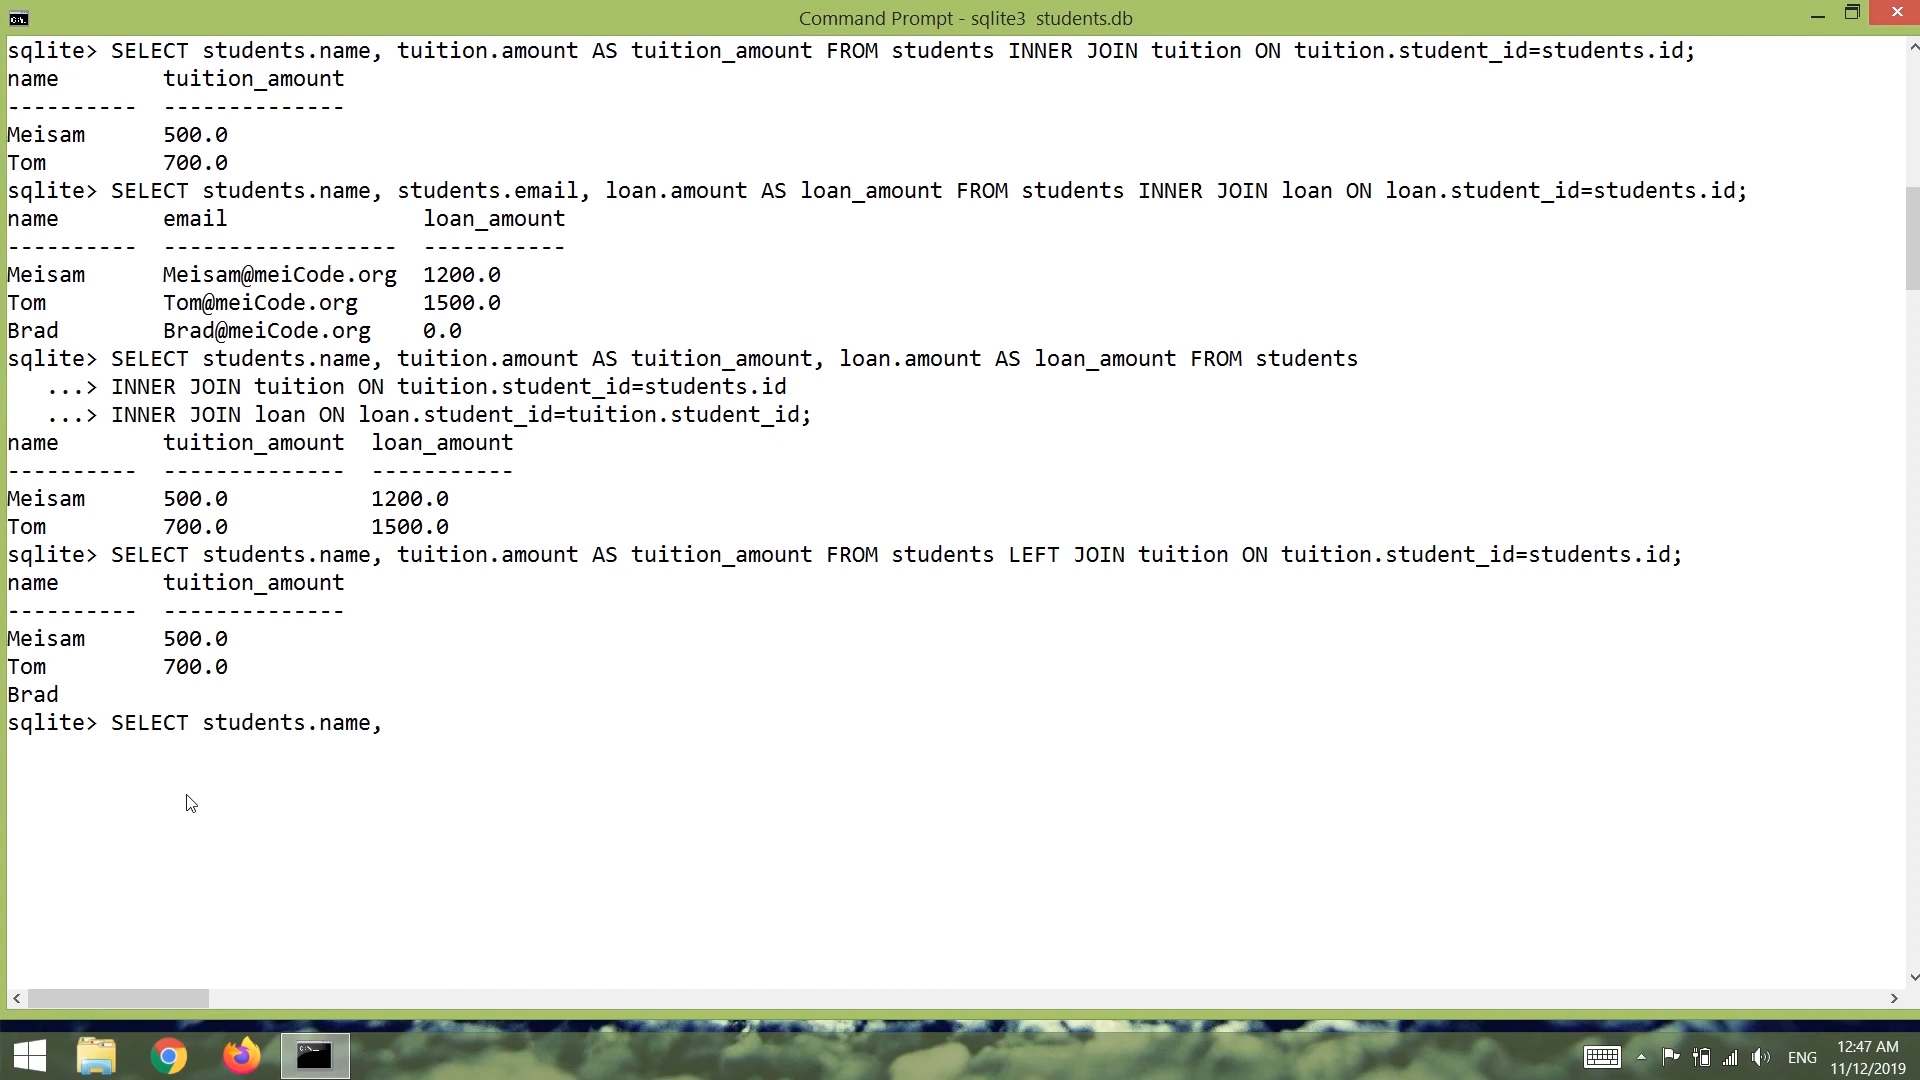 Command Prompt - sqlite3  students.db
sqlite> SELECT students.name, tuition.amount AS tuition_amount FROM students INNER JOIN tuition ON tuition.student_id=students.id;
name        tuition_amount
----------  --------------
Meisam      500.0
Tom         700.0
sqlite> SELECT students.name, students.email, loan.amount AS loan_amount FROM students INNER JOIN loan ON loan.student_id=students.id;
name        email               loan_amount
----------  ------------------  -----------
Meisam      Meisam@meiCode.org  1200.0
Tom         Tom@meiCode.org     1500.0
Brad        Brad@meiCode.org    0.0
sqlite> SELECT students.name, tuition.amount AS tuition_amount, loan.amount AS loan_amount FROM students
   ...> INNER JOIN tuition ON tuition.student_id=students.id
   ...> INNER JOIN loan ON loan.student_id=tuition.student_id;
name        tuition_amount  loan_amount
----------  --------------  -----------
Meisam      500.0           1200.0
Tom         700.0           1500.0
sqlite> SELECT students.name, tuition.amount AS tuition_amount FROM students LEFT JOIN tuition ON tuition.student_id=students.id;
name        tuition_amount
----------  --------------
Meisam      500.0
Tom         700.0
Brad
sqlite> SELECT students.name,
ENG
12:47 AM
11/12/2019